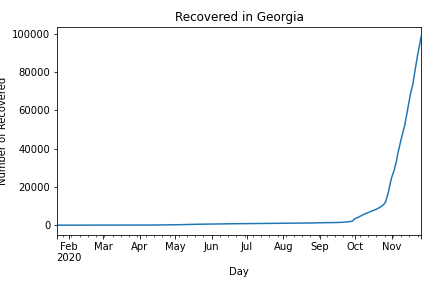 Recovered in Georgia
100000
80000
60000
40000
20000
0
Number of Recovered
Feb
2020
Mar
Apr
May
Jun
Jul
Aug
Sep
Oct
Nov
Day